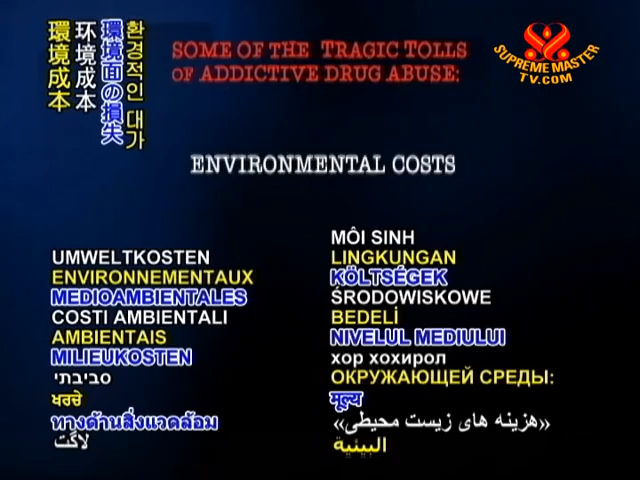 環境成本
环境成本
環境面の損失
환경적인 대가
SOME OF THE TRAGIC TOLLS
OF ADDICTIVE DRUG ABUSE:
SUPREME MASTER
TV.COM
ENVIRONMENTAL COSTS
UMWELTKOSTEN
ENVIRONNEMENTAUX
MEDIOAMBIENTALES
COSTI AMBIENTALI
AMBIENTAIS
MILIEUKOSTEN
סביבתי
ਖਰਚੇ
ทางด้านสิ่งแวดล้อม
لاگت
MÔI SINH
LINGKUNGAN
KÖLTSÉGEK
ŚRODOWISKOWE
BEDELİ
NIVELUL MEDIULUI
хор хохирол
ОКРУЖАЮЩЕЙ СРЕДЫ:
मूल्य
«هزینه های زیست محیطی»
البيئية